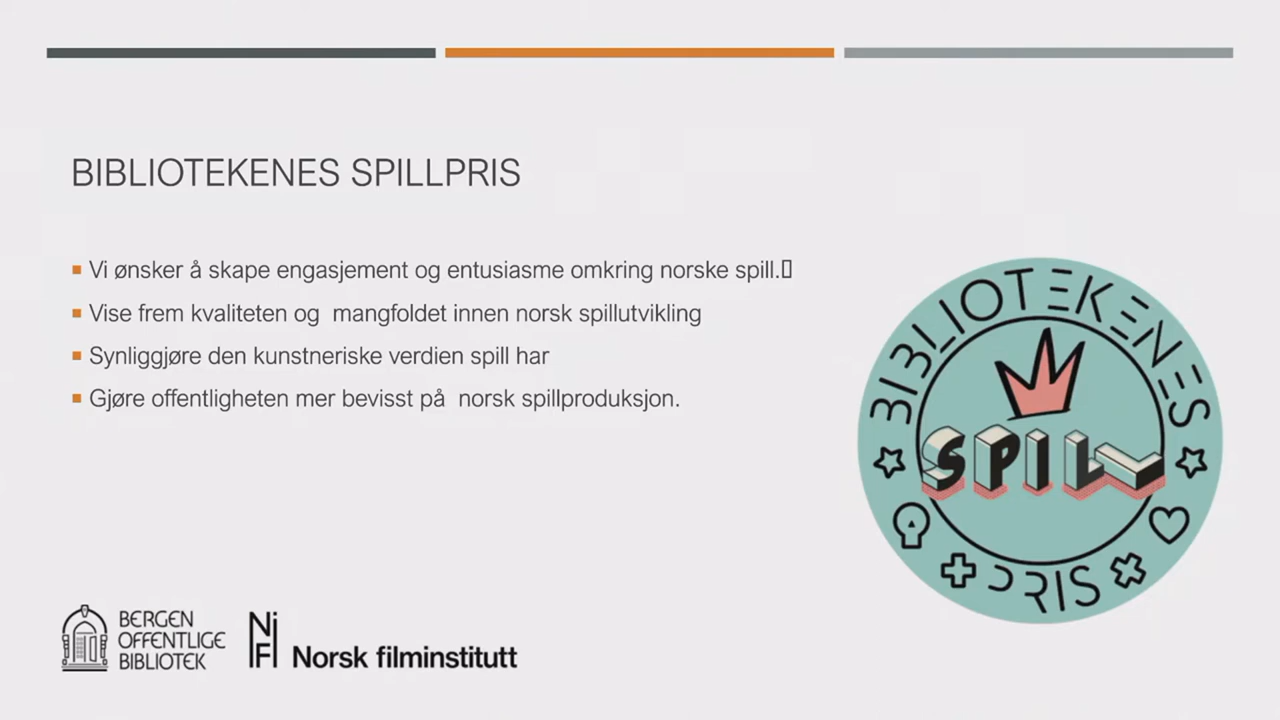 BIBLIOTEKENES SPILLPRIS
Vi ønsker å skape engasjement og entusiasme omkring norske spill.
Vise frem kvaliteten og  mangfoldet innen norsk spillutvikling
Synliggjøre den kunstneriske verdien spill har
Gjøre offentligheten mer bevisst på  norsk spillproduksjon.
BIBLIOTEKENES
SPILL
PRIS
BERGEN
OFFENTLIGE
BIBLIOTEK
NiFI
Norsk filminstitutt